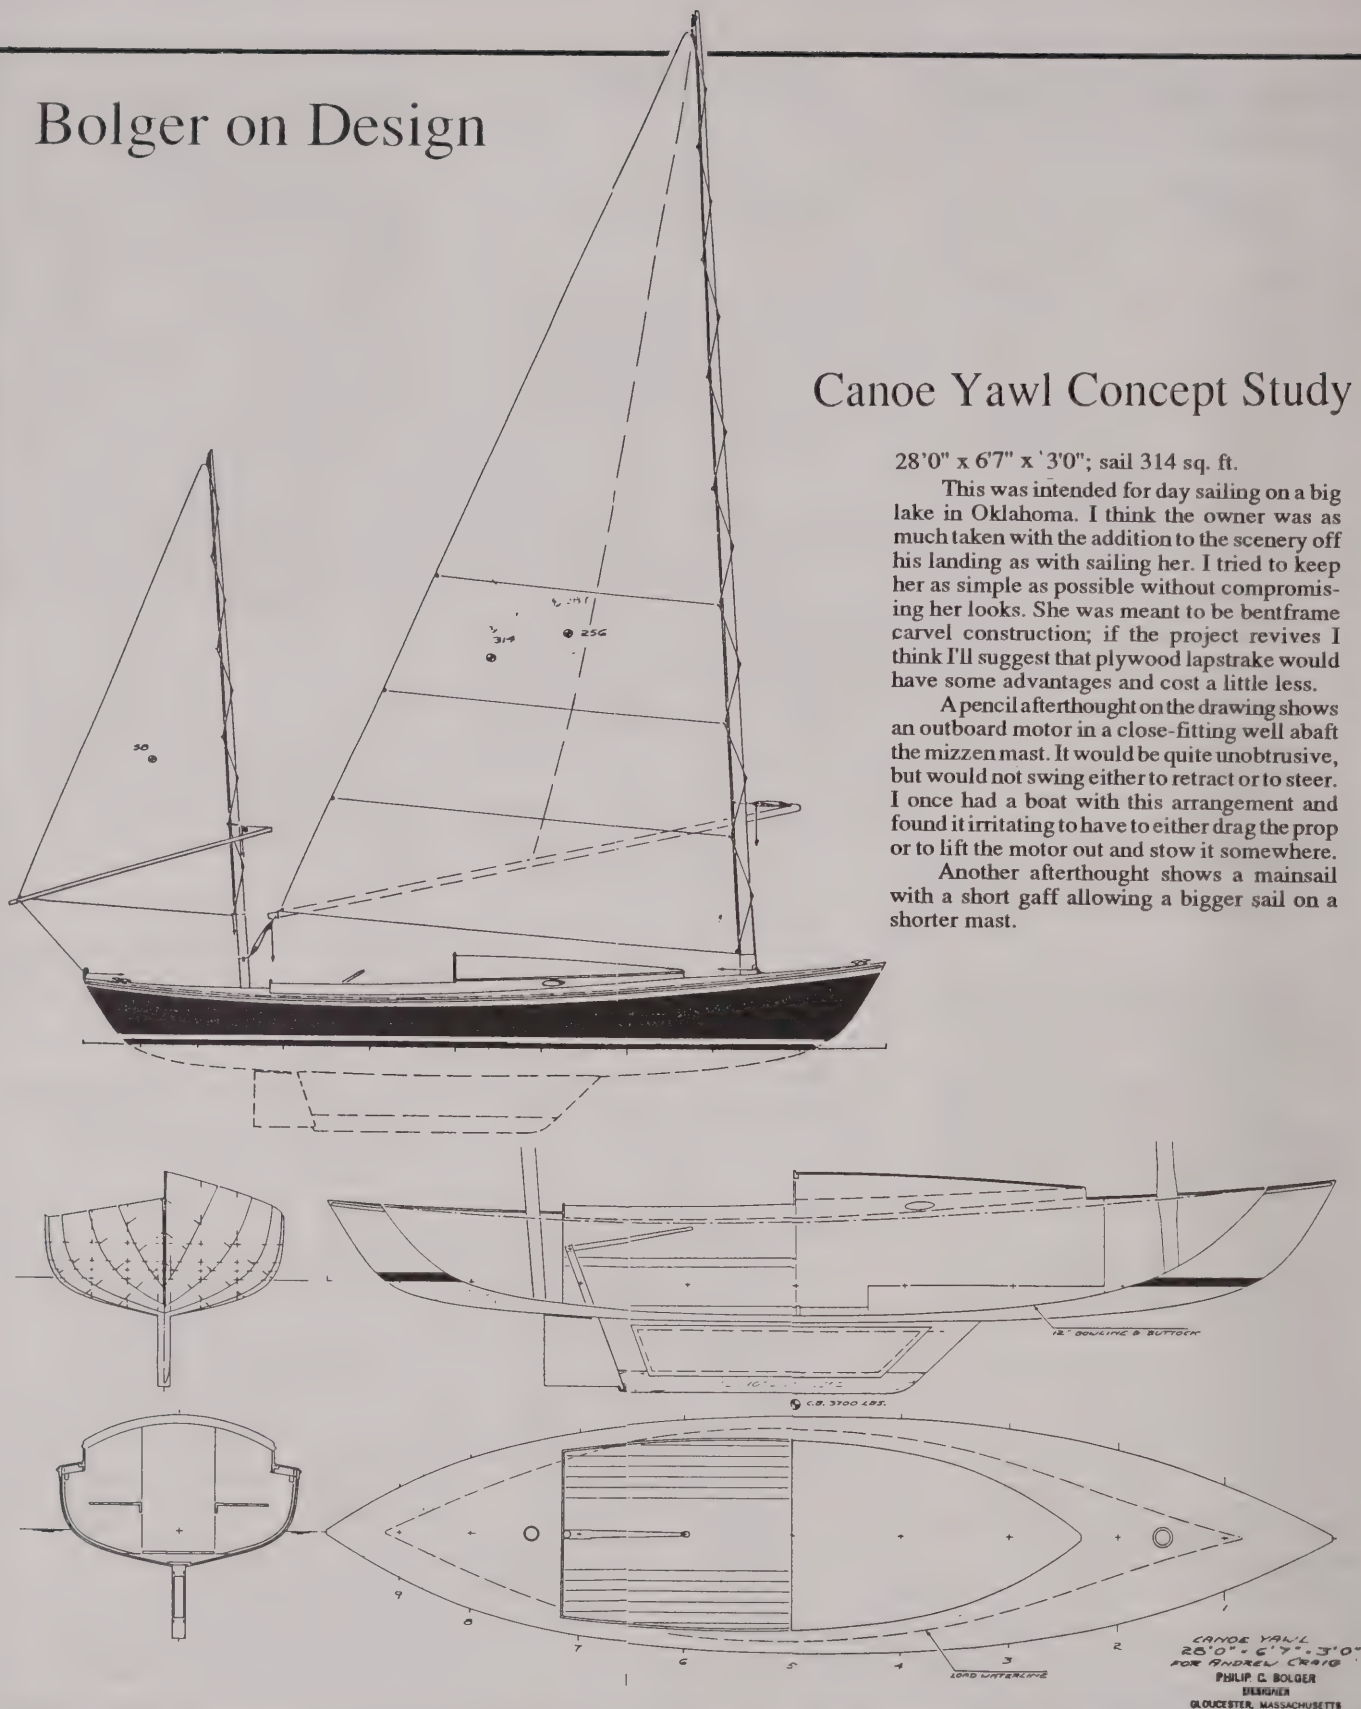 Bolger on Design
Canoe Yawl Concept Study
28'0" x 6'7" x '3'0"; sail 314 sq. ft.
This was intended for day sailing on a big
lake in Oklahoma. I think the owner was as
much taken with the addition to the scenery off
his landing as with sailing her. I tried to keep
her as simple as possible without compromis-
ing her looks. She was meant to be bentframe
carvel construction; if the project revives I
think I'll suggest that plywood lapstrake would
have some advantages and cost a little less.
A pencil afterthought on the drawing shows
an outboard motor in a close-fitting well abaft
the mizzen mast. It would be quite unobtrusive,
but would not swing either to retract or to steer.
I once had a boat with this arrangement and
found it irritating to have to either drag the prop
or to lift the motor out and stow it somewhere.
Another afterthought shows a mainsail
with a short gaff allowing a bigger sail on a
shorter mast.
314
256
58
12" BOWLINE & BUTTOCK
C.B. 3700 LBS.
9
8
7
6
5
4
3
2
1
LOAD WATERLINE
CANOE YAWL
28'0" - 6'7" - 3'0"
FOR ANDREW CRAIG
PHILIP C. BOLGER
DESIGNER
GLOUCESTER, MASSACHUSETTS